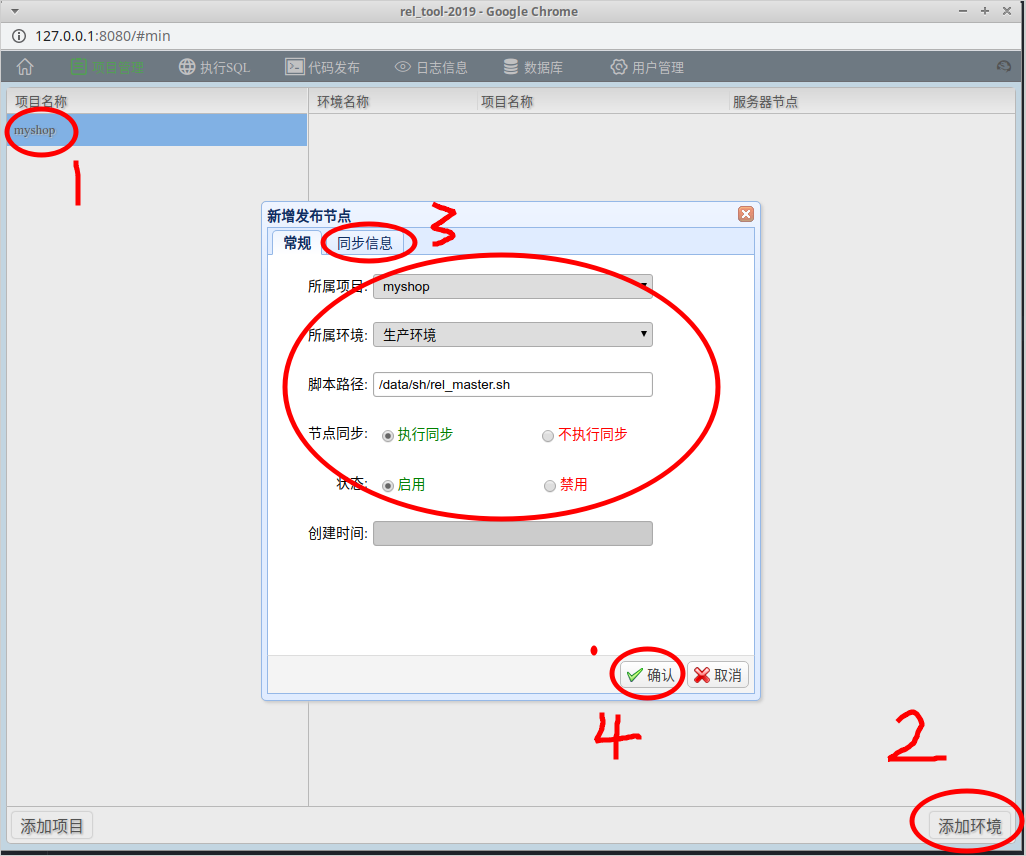 rel_tool-2019 - Google Chrome
127.0.0.1:8080/#min
项目管理 执行SQL 代码发布 日志信息 数据库 用户管理
项目名称 环境名称 项目名称 服务器节点
myshop
1
新增发布节点
3
常规 同步信息
所属项目: myshop
所属环境: 生产环境
脚本路径: /data/sh/rel_master.sh
节点同步: 执行同步 不执行同步
状态: 启用 禁用
创建时间:
确认 取消
4
2
添加项目 添加环境